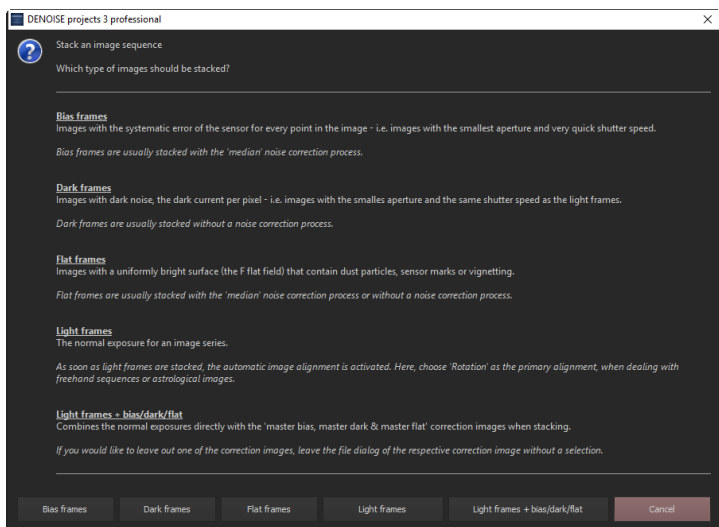 DENOISE projects 3 professional
Stack an image sequence
Which type of images should be stacked?
Bias frames
Images with the systematic error of the sensor for every point in the image - i.e. images with the smallest aperture and very quick shutter speed.
Bias frames are usually stacked with the 'median' noise correction process.
Dark frames
Images with dark noise, the dark current per pixel - i.e. images with the smalles aperture and the same shutter speed as the light frames.
Dark frames are usually stacked without a noise correction process.
Flat frames
Images with a uniformly bright surface (the F flat field) that contain dust particles, sensor marks or vignetting.
Flat frames are usually stacked with the 'median' noise correction process or without a noise correction process.
Light frames
The normal exposure for an image series.
As soon as light frames are stacked, the automatic image alignment is activated. Here, choose 'Rotation' as the primary alignment, when dealing with
freehand sequences or astrological images.
Light frames + bias/dark/flat
Combines the normal exposures directly with the 'master bias, master dark & master flat' correction images when stacking.
If you would like to leave out one of the correction images, leave the file dialog of the respective correction image without a selection.
Bias frames Dark frames Flat frames Light frames Light frames + bias/dark/flat Cancel